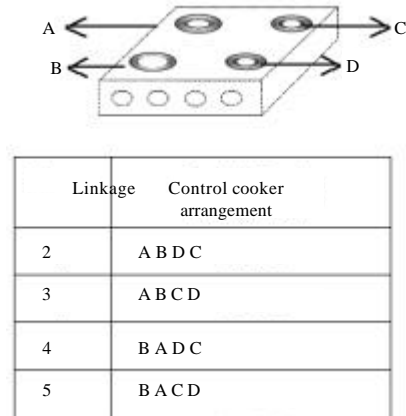 A
C
B
D
Linkage Control cooker
arrangement
2 A B D C
3 A B C D
4 B A D C
5 B A C D